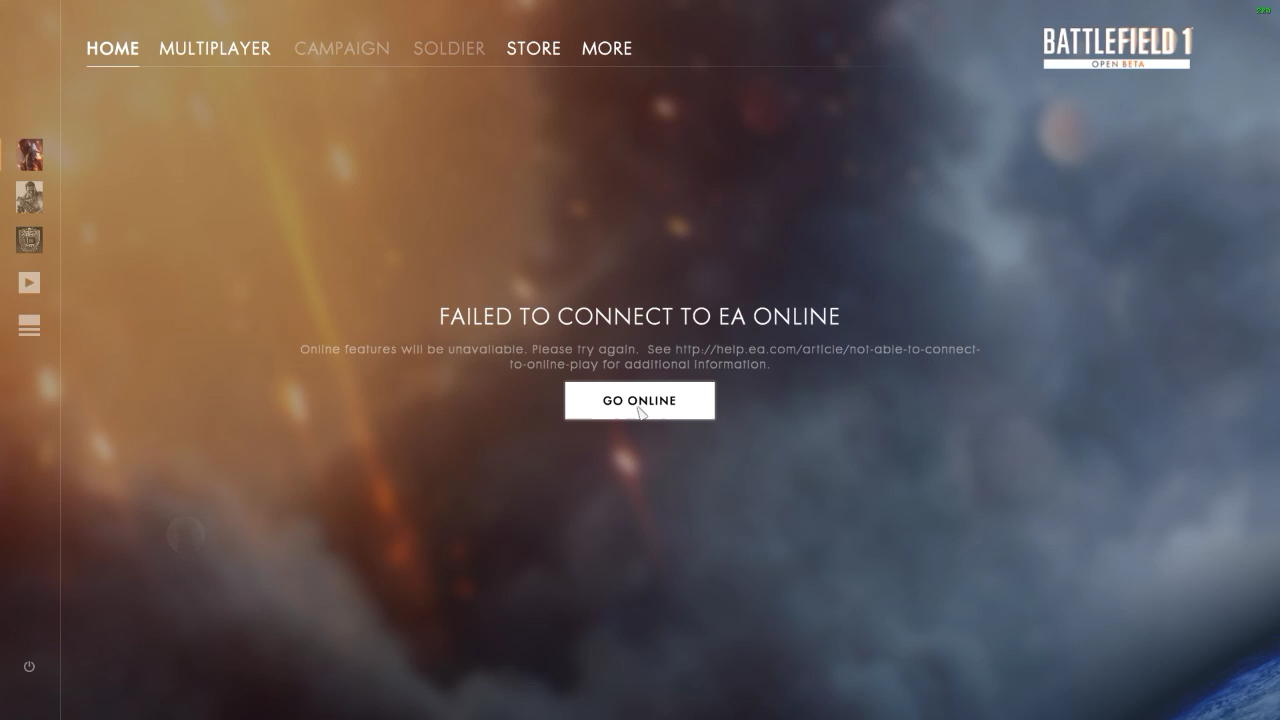 HOME MULTIPLAYER CAMPAIGN SOLDIER STORE MORE
BATTLEFIELD 1
OPEN BETA
FAILED TO CONNECT TO EA ONLINE
Online features will be unavailable. Please try again. See http://help.ea.com/article/not-able-to-connect-
to-online-play for additional information.
GO ONLINE